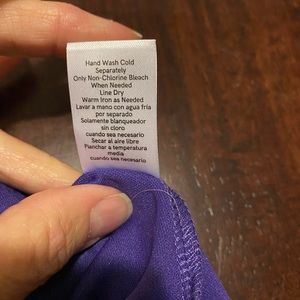 Hand Wash Cold
Separately
Only Non-Chlorine Bleach
When Needed
Line Dry
Warm Iron as Needed
Lavar a mano con agua fría
por separado
Solamente blanqueador
sin cloro
cuando sea necesario
Secar al aire libre
Planchar a temperatura
media
cuando sea necesario